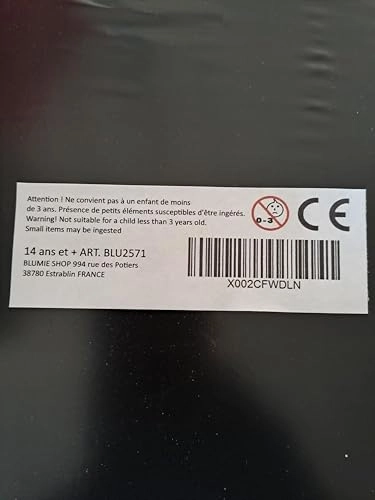 Attention ! Ne convient pas à un enfant de moins
de 3 ans. Présence de petits éléments susceptibles d'être ingérés.
Warning! Not suitable for a child less than 3 years old.
Small items may be ingested
0-3
CE
14 ans et + ART. BLU2571
BLUMIE SHOP 994 rue des Potiers
38780 Estrablin FRANCE
X002CFWDLN